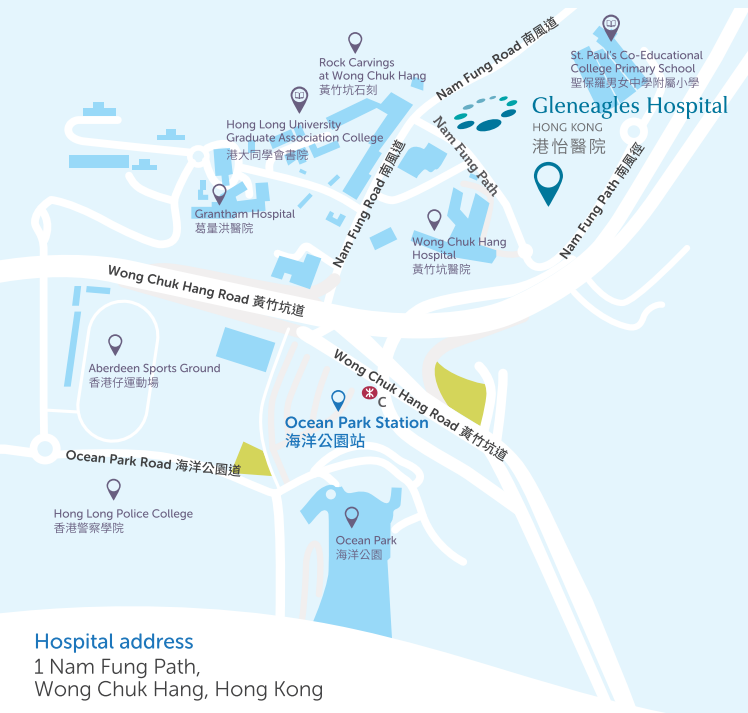 Nam Fung Road 南風道
Rock Carvings
at Wong Chuk Hang
黃竹坑石刻
St. Paul's Co-Educational
College Primary School
聖保羅男女中學附屬小學
Gleneagles Hospital
HONG KONG
港怡醫院
Hong Long University
Graduate Association College
港大同學會書院
Nam Fung Path
Nam Fung Road 南風道
Nam Fung Path 南風徑
Grantham Hospital
葛量洪醫院
Wong Chuk Hang
Hospital
黃竹坑醫院
Wong Chuk Hang Road 黃竹坑道
Aberdeen Sports Ground
香港仔運動場
Wong Chuk Hang Road 黃竹坑道
C
Ocean Park Station
海洋公園站
Ocean Park Road 海洋公園道
Hong Long Police College
香港警察學院
Ocean Park
海洋公園
Hospital address
1 Nam Fung Path,
Wong Chuk Hang, Hong Kong